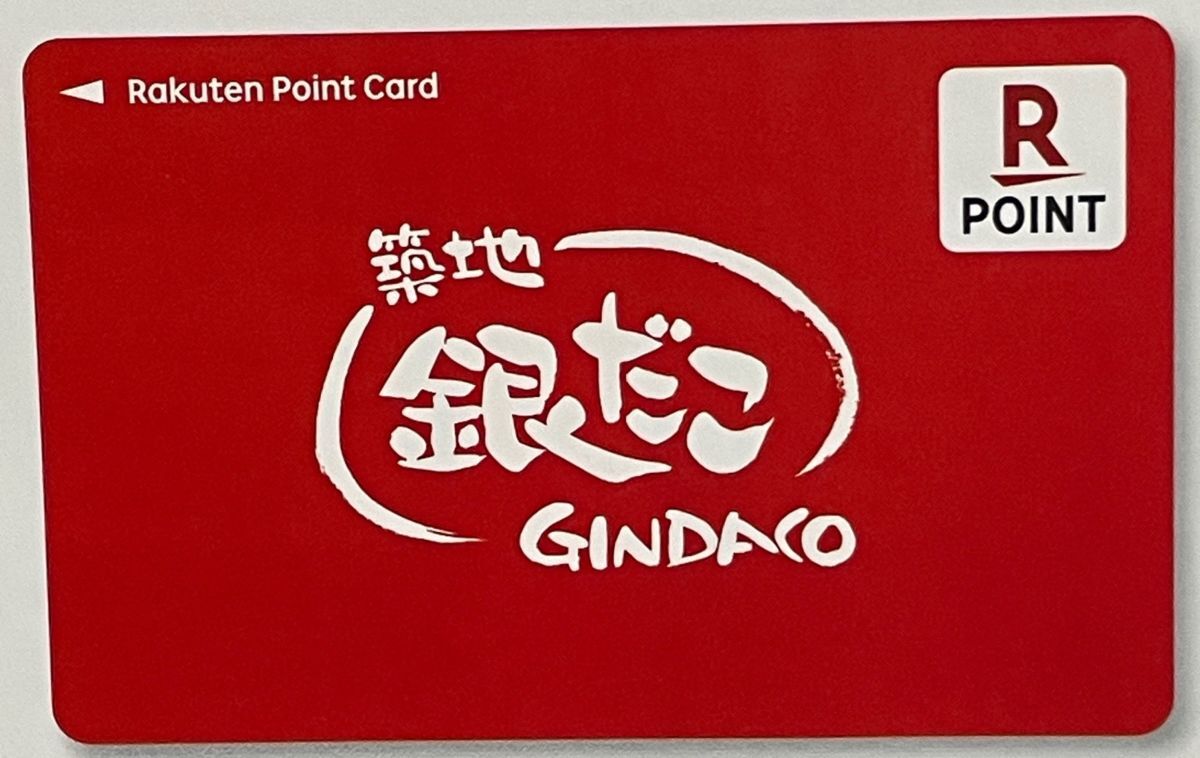 Rakuten Point Card
R
POINT
築地
銀だこ
GINDACO